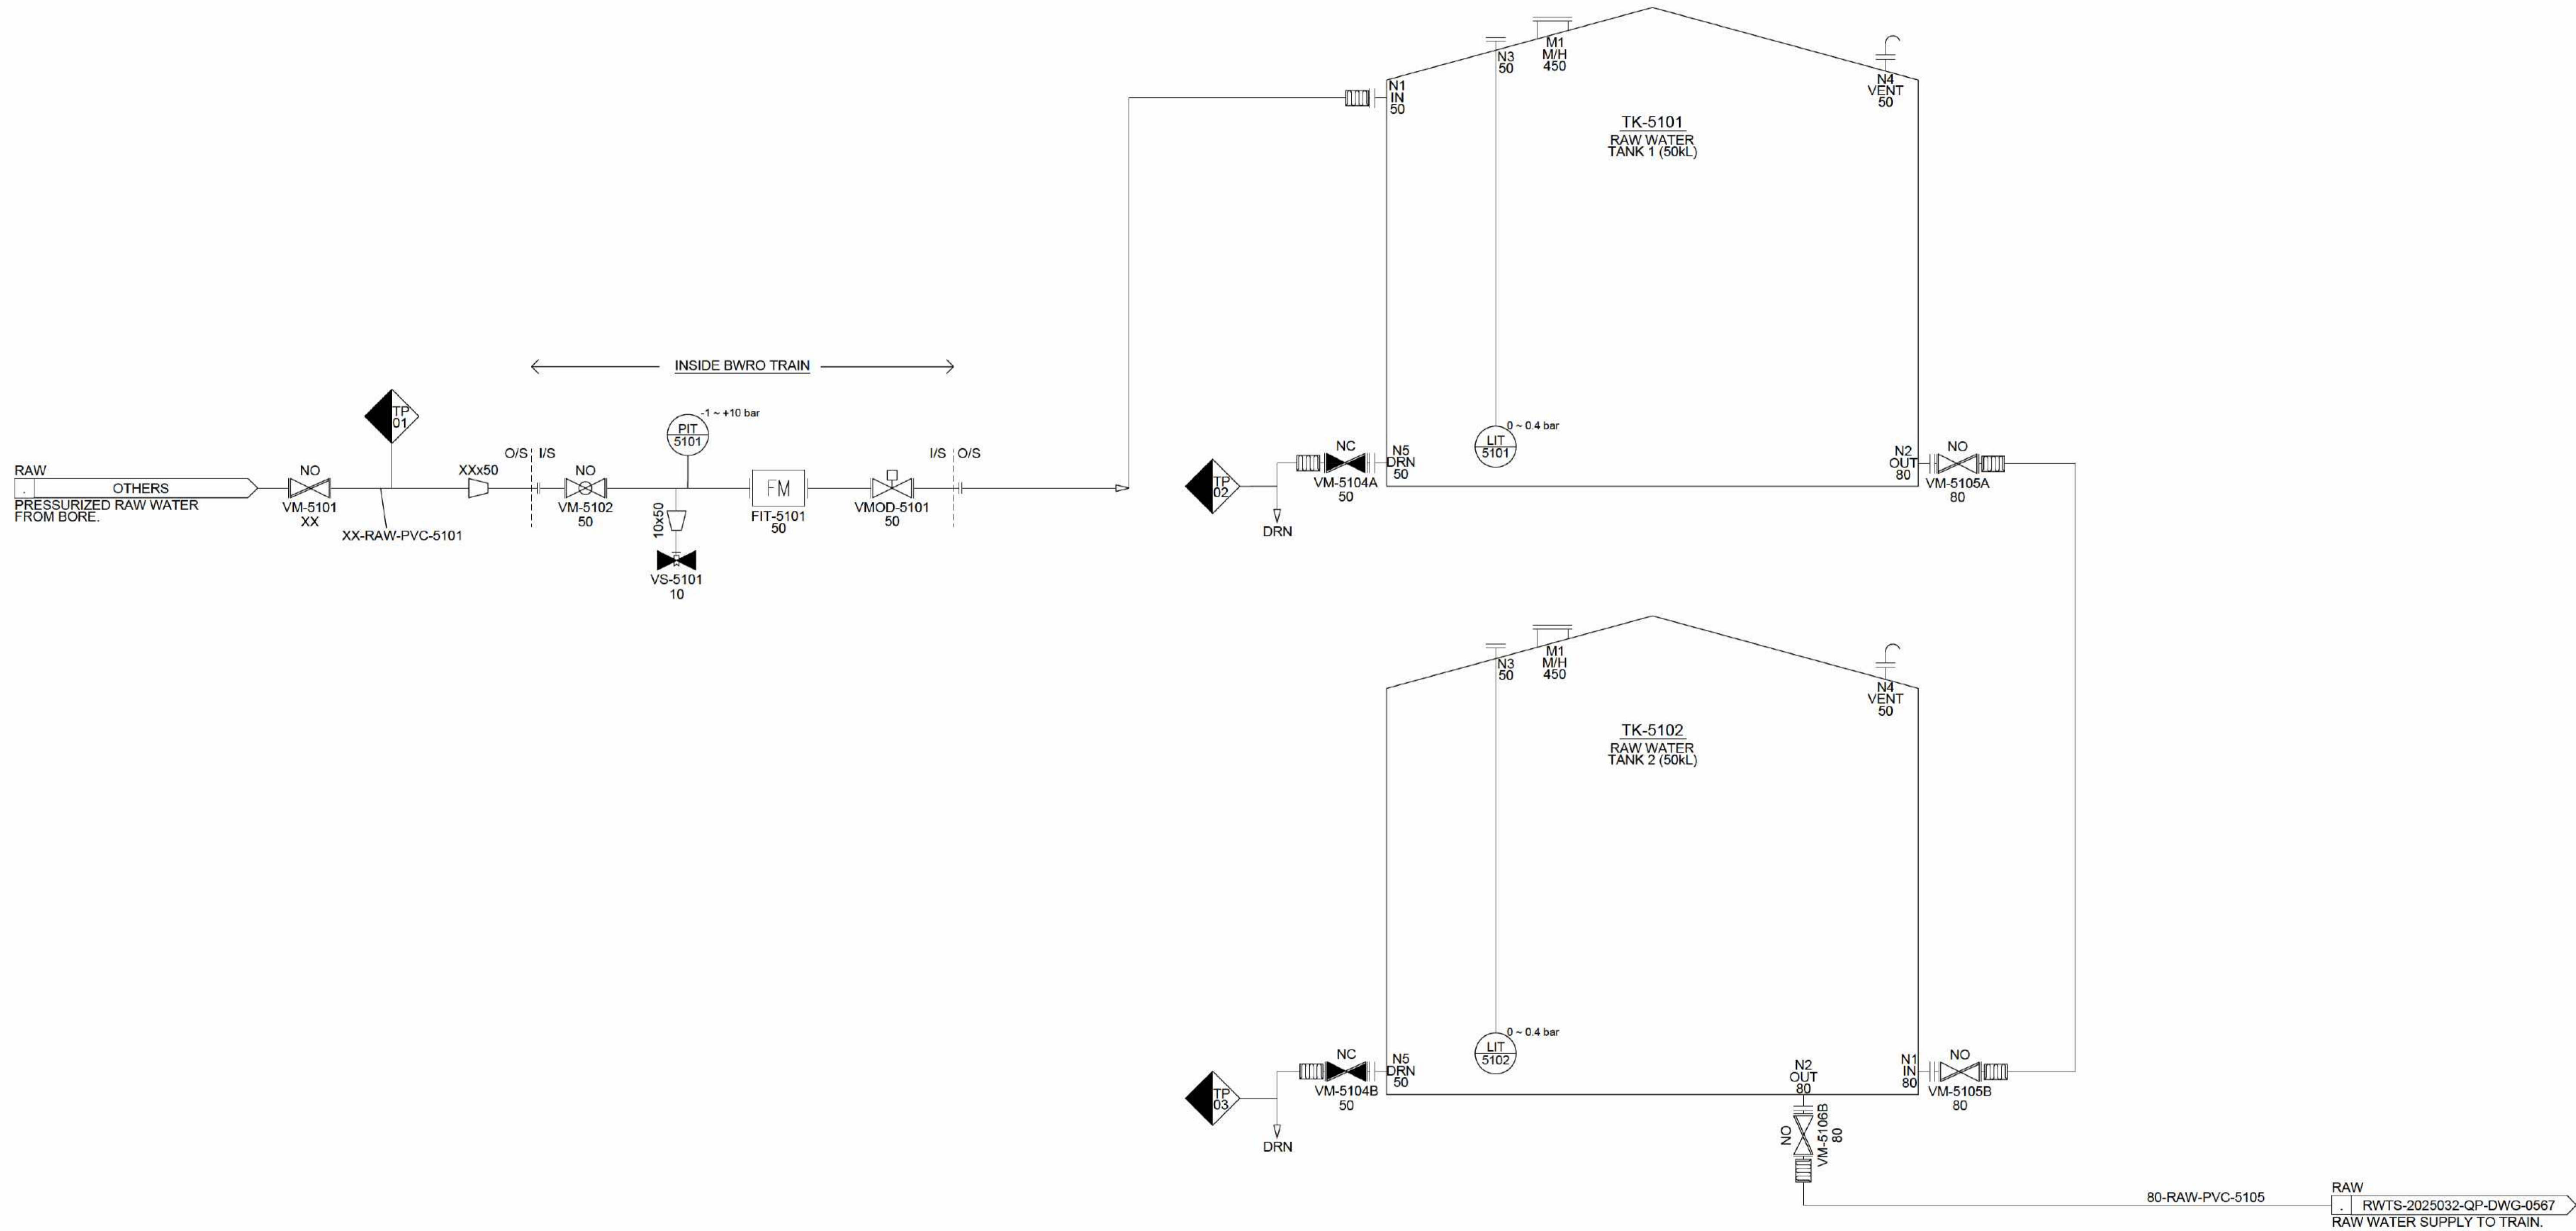 RAW
. OTHERS
PRESSURIZED RAW WATER
FROM BORE.
NO
VM-5101
XX
TP
01
XX-RAW-PVC-5101
XXx50
INSIDE BWRO TRAIN
O/S I/S
NO
VM-5102
50
-1 ~ +10 bar
PIT
5101
10x50
VS-5101
10
FM
FIT-5101
50
VMOD-5101
50
I/S O/S
N1
IN
50
N3
50
M1
M/H
450
N4
VENT
50
TK-5101
RAW WATER
TANK 1 (50kL)
0 ~ 0.4 bar
LIT
5101
TP
02
DRN
NC
VM-5104A
50
N5
DRN
50
N2
OUT
80
NO
VM-5105A
80
N3
50
M1
M/H
450
N4
VENT
50
TK-5102
RAW WATER
TANK 2 (50kL)
0 ~ 0.4 bar
LIT
5102
TP
03
DRN
NC
VM-5104B
50
N5
DRN
50
N2
OUT
80
N1
IN
80
NO
VM-5105B
80
NO
VM-5106B
80
80-RAW-PVC-5105
RAW
. RWTS-2025032-QP-DWG-0567
RAW WATER SUPPLY TO TRAIN.